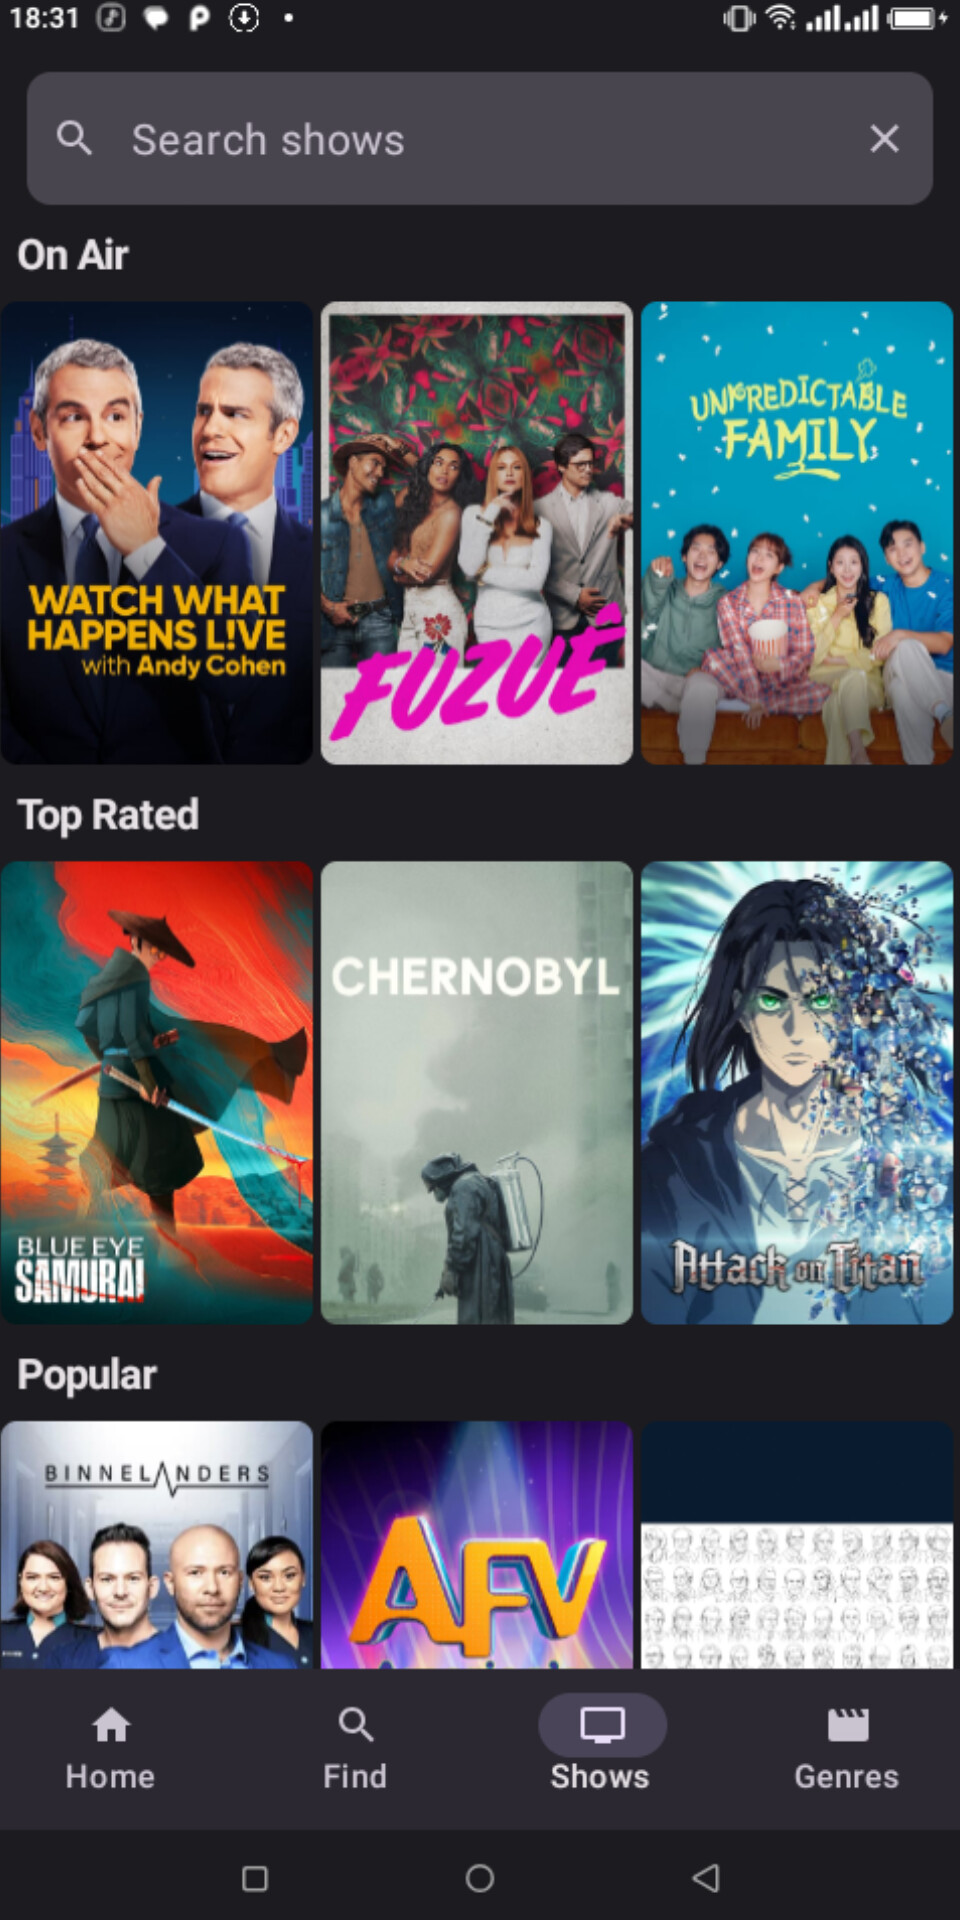 18:31
Search shows
On Air
WATCH WHAT
HAPPENS L!VE
with Andy Cohen
FUZUÊ
UNPREDICTABLE
FAMILY
Top Rated
BLUE EYE
SAMURAI
CHERNOBYL
Attack on Titan
Popular
BINNELANDERS
AFV
Home
Find
Shows
Genres